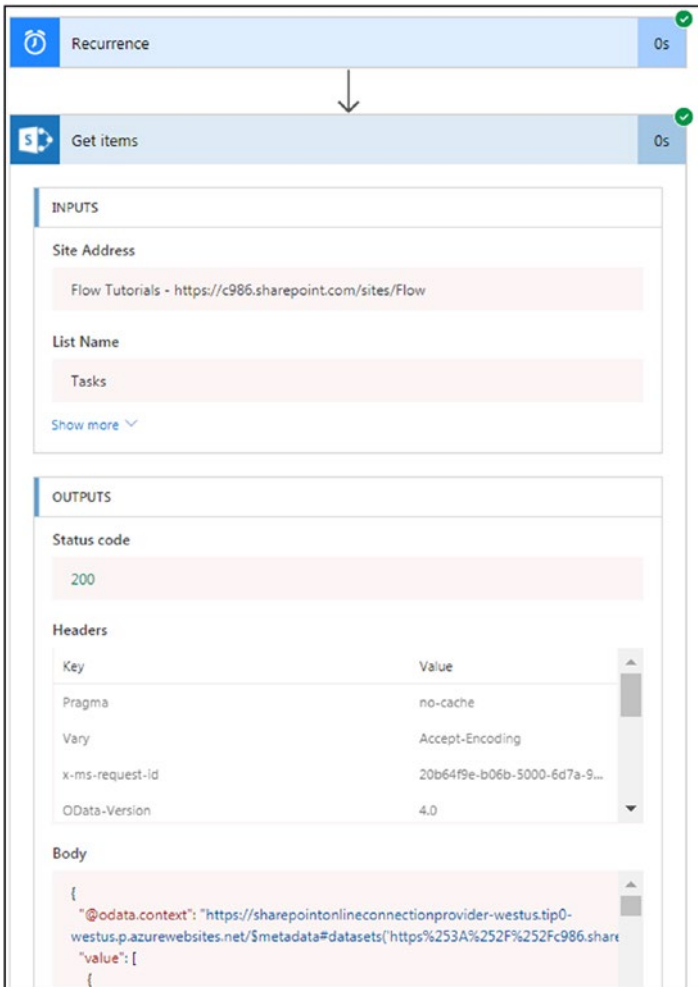 Recurrence 0s
S Get items 0s
INPUTS
Site Address
Flow Tutorials - https://c986.sharepoint.com/sites/Flow
List Name
Tasks
Show more
OUTPUTS
Status code
200
Headers
Key Value
Pragma no-cache
Vary Accept-Encoding
x-ms-request-id 20b64f9e-b06b-5000-6d7a-9...
OData-Version 4.0
Body
{
"@odata.context": "https://sharepointonlineconnectionprovider-westus.tip0-
westus.p.azurewebsites.net/$metadata#datasets('https%253A%252F%252Fc986.share
"value": [
{